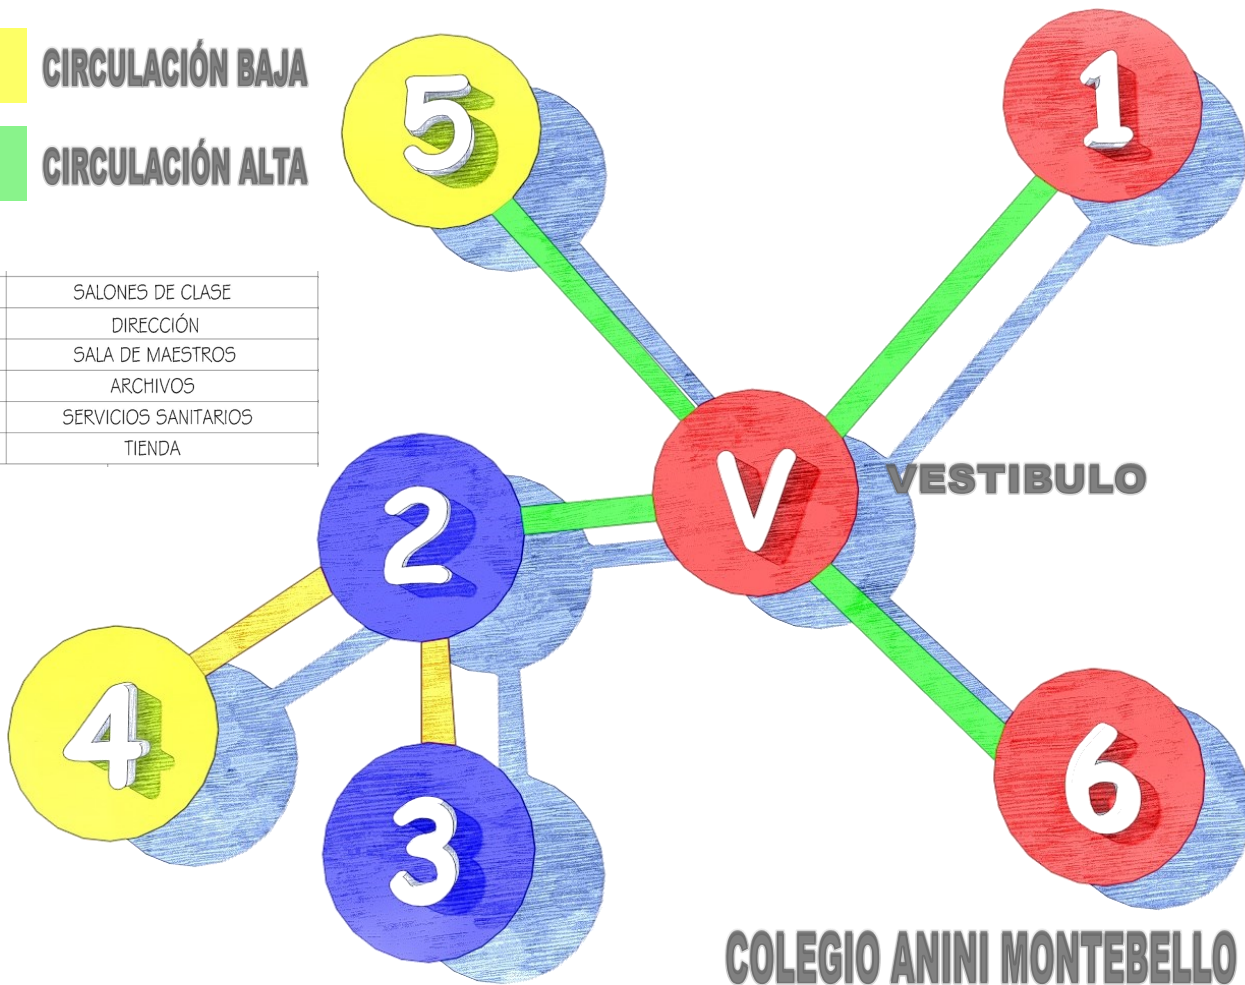 CIRCULACIÓN BAJA
CIRCULACIÓN ALTA
SALONES DE CLASE
DIRECCIÓN
SALA DE MAESTROS
ARCHIVOS
SERVICIOS SANITARIOS
TIENDA
5
1
V
VESTIBULO
2
4
3
6
COLEGIO ANINI MONTEBELLO